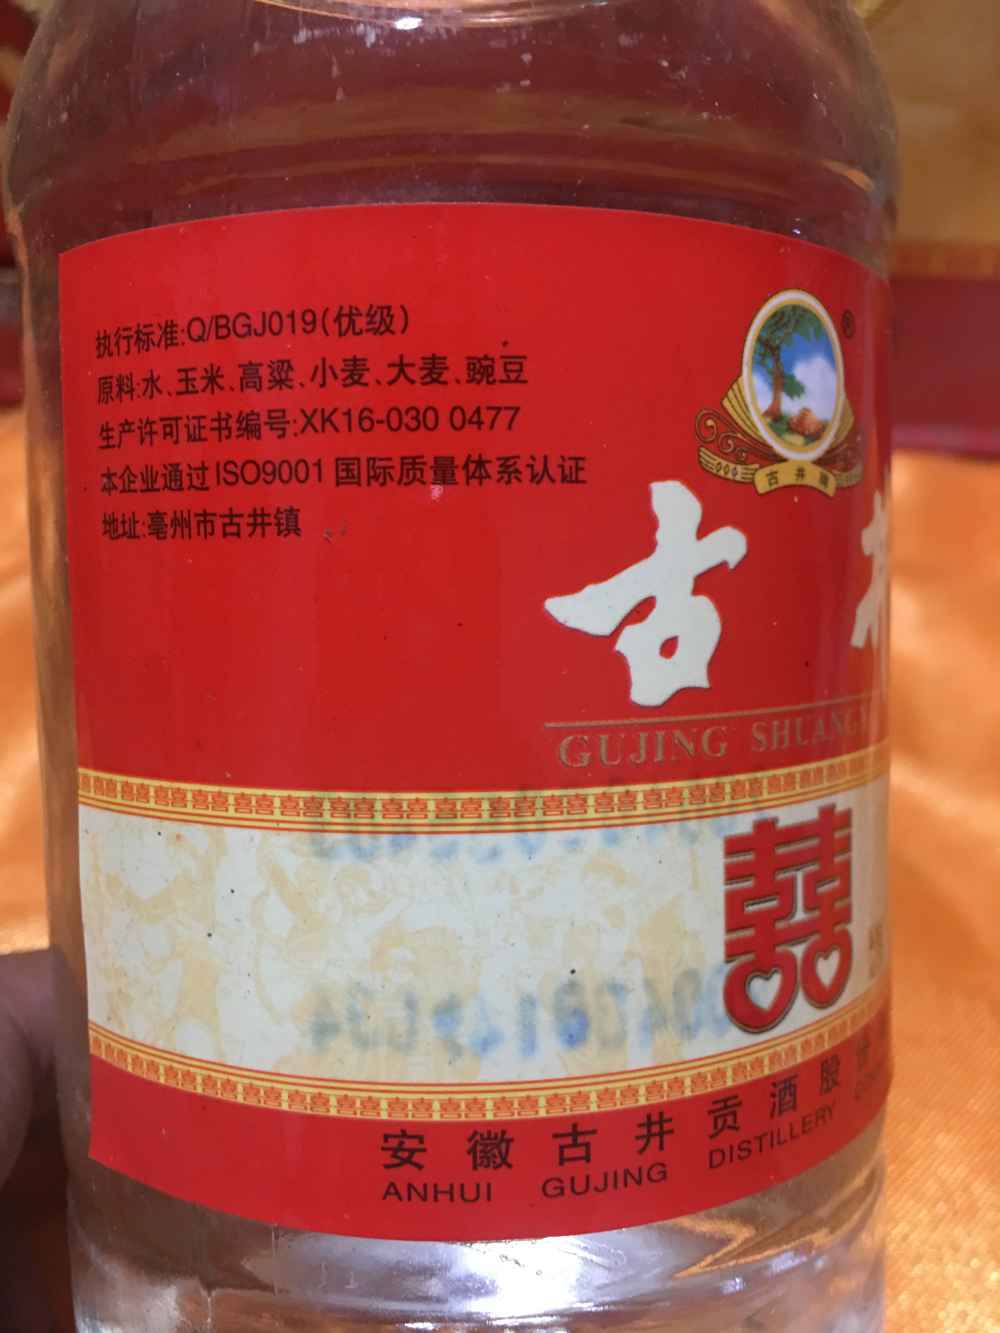 执行标准:Q/BGJ019(优级)
原料:水、玉米、高粱、小麦、大麦、豌豆
生产许可证书编号:XK16-030 0477
本企业通过ISO9001国际质量体系认证
地址:亳州市古井镇
®
古井牌
古
GUJING SHUANGX
囍
安徽古井贡酒股
ANHUI GUJING DISTILLERY